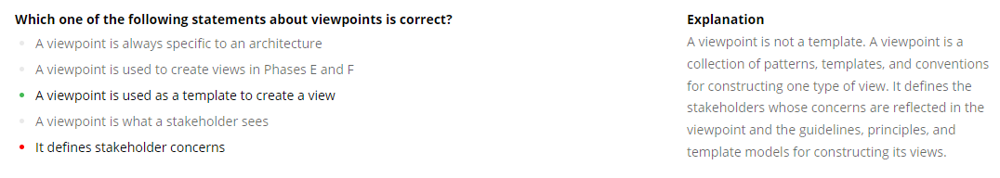 Which one of the following statements about viewpoints is correct?
A viewpoint is always specific to an architecture
A viewpoint is used to create views in Phases E and F
A viewpoint is used as a template to create a view
A viewpoint is what a stakeholder sees
It defines stakeholder concerns
Explanation
A viewpoint is not a template. A viewpoint is a
collection of patterns, templates, and conventions
for constructing one type of view. It defines the
stakeholders whose concerns are reflected in the
viewpoint and the guidelines, principles, and
template models for constructing its views.